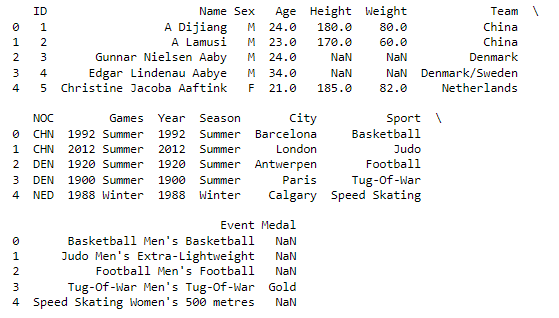 ID Name Sex Age Height Weight Team \
0 1 A Dijiang M 24.0 180.0 80.0 China
1 2 A Lamusi M 23.0 170.0 60.0 China
2 3 Gunnar Nielsen Aaby M 24.0 NaN NaN Denmark
3 4 Edgar Lindenau Aabye M 34.0 NaN NaN Denmark/Sweden
4 5 Christine Jacoba Aaftink F 21.0 185.0 82.0 Netherlands
NOC Games Year Season City Sport \
0 CHN 1992 Summer 1992 Summer Barcelona Basketball
1 CHN 2012 Summer 2012 Summer London Judo
2 DEN 1920 Summer 1920 Summer Antwerpen Football
3 DEN 1900 Summer 1900 Summer Paris Tug-Of-War
4 NED 1988 Winter 1988 Winter Calgary Speed Skating
Event Medal
0 Basketball Men's Basketball NaN
1 Judo Men's Extra-Lightweight NaN
2 Football Men's Football NaN
3 Tug-Of-War Men's Tug-Of-War Gold
4 Speed Skating Women's 500 metres NaN